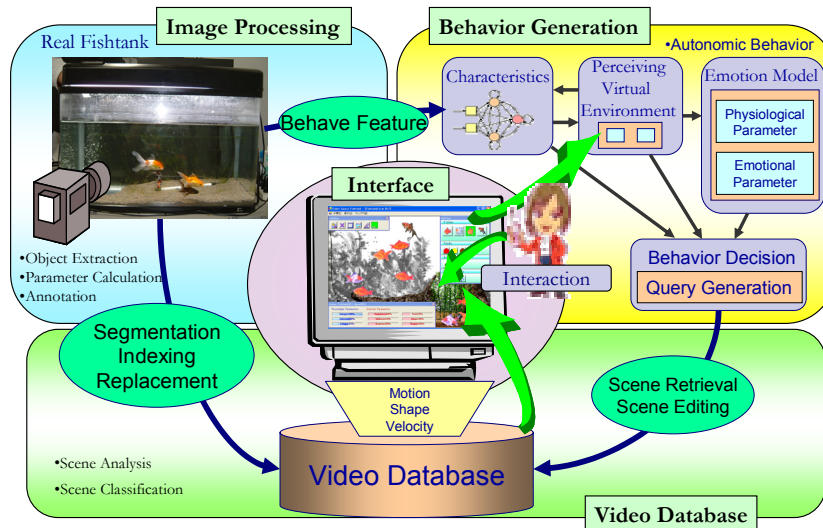 Image Processing
Behavior Generation
Real Fishtank
•Autonomic Behavior
Characteristics
Perceiving
Virtual
Environment
Emotion Model
Physiological
Parameter
Emotional
Parameter
Behave Feature
Interface
•Object Extraction
•Parameter Calculation
•Annotation
Interaction
Behavior Decision
Query Generation
Segmentation
Indexing
Replacement
Motion
Shape
Velocity
Scene Retrieval
Scene Editing
•Scene Analysis
•Scene Classification
Video Database
Video Database